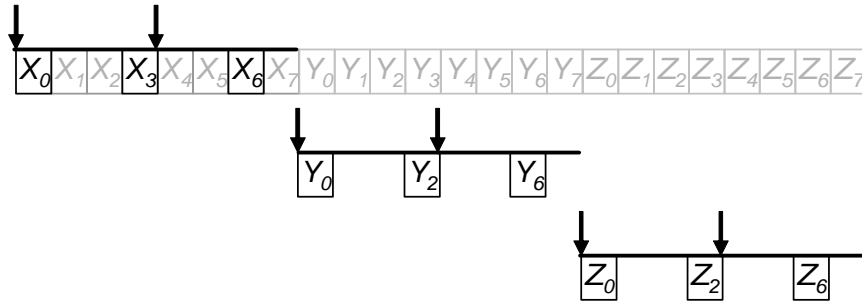 X₀ X₁ X₂ X₃ X₄ X₅ X₆ X₇ Y₀ Y₁ Y₂ Y₃ Y₄ Y₅ Y₆ Y₇ Z₀ Z₁ Z₂ Z₃ Z₄ Z₅ Z₆ Z₇
Y₀ Y₂ Y₆
Z₀ Z₂ Z₆